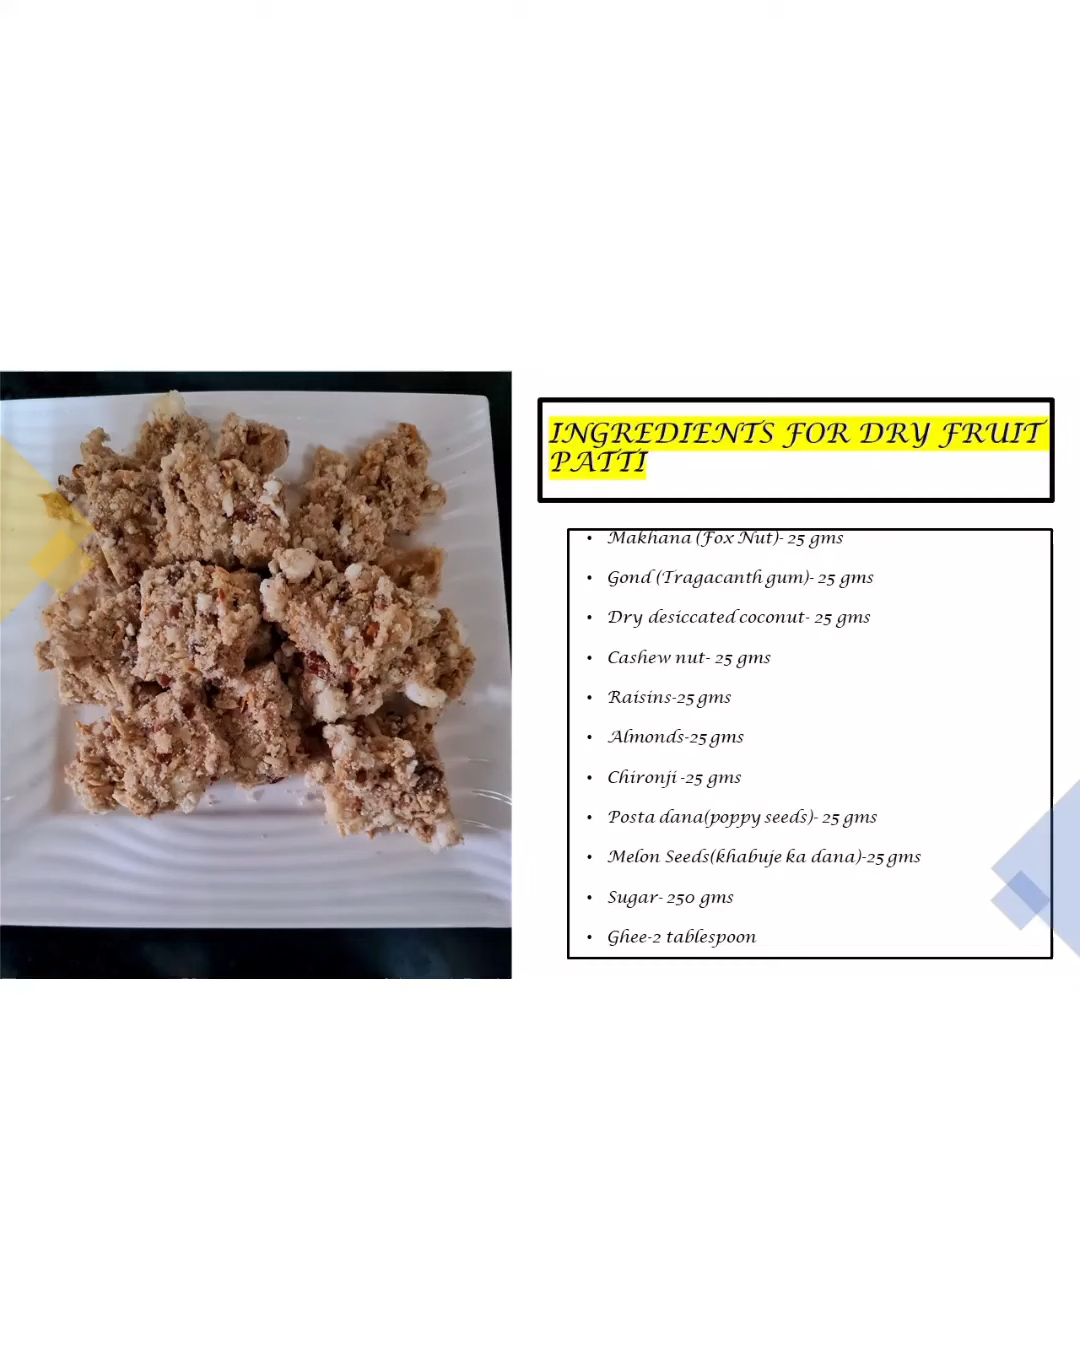 INGREDIENTS FOR DRY FRUIT
PATTI
• Makhana (Fox Nut)- 25 gms
• Gond (Tragacanth gum)- 25 gms
• Dry desiccated coconut- 25 gms
• Cashew nut- 25 gms
• Raisins-25 gms
• Almonds-25 gms
• Chironji -25 gms
• Posta dana(poppy seeds)- 25 gms
• Melon Seeds(khabuje ka dana)-25 gms
• Sugar- 250 gms
• Ghee-2 tablespoon